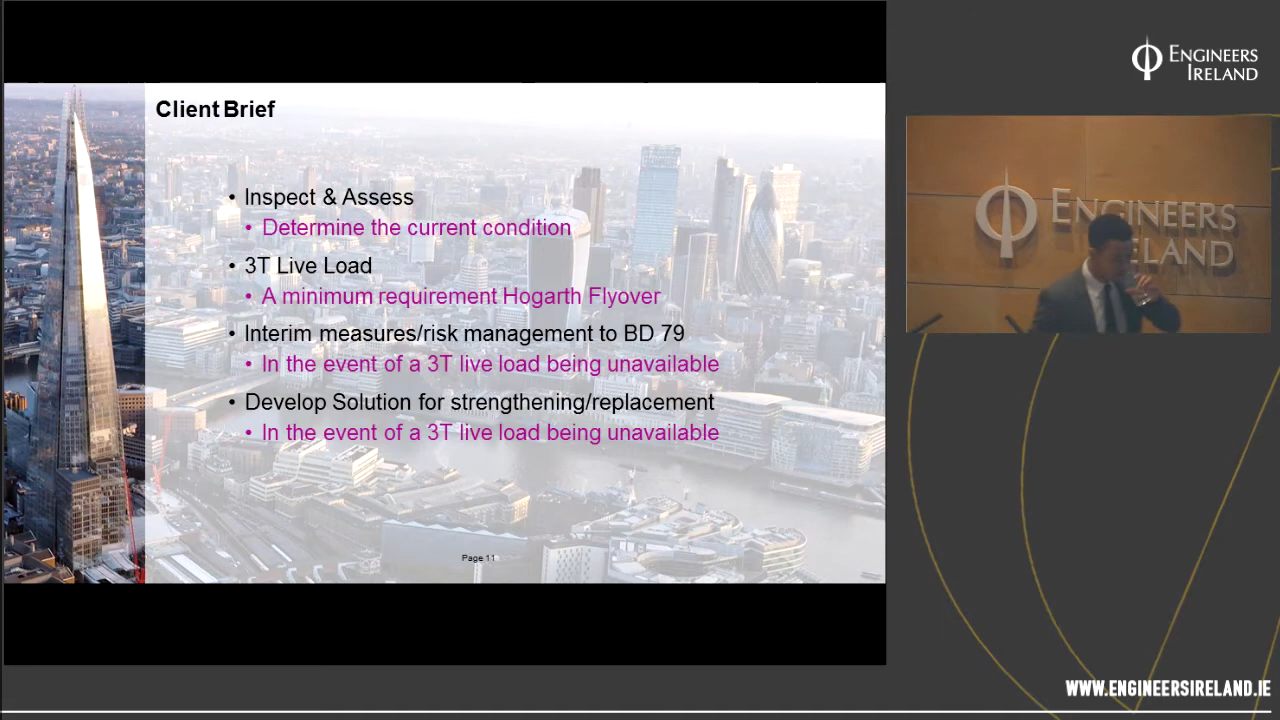 Client Brief
• Inspect & Assess
• Determine the current condition
• 3T Live Load
• A minimum requirement Hogarth Flyover
• Interim measures/risk management to BD 79
• In the event of a 3T live load being unavailable
• Develop Solution for strengthening/replacement
• In the event of a 3T live load being unavailable
Page 11
ENGINEERS
IRELAND
ENGINEERS
IRELAND
WWW.ENGINEERSIRELAND.IE